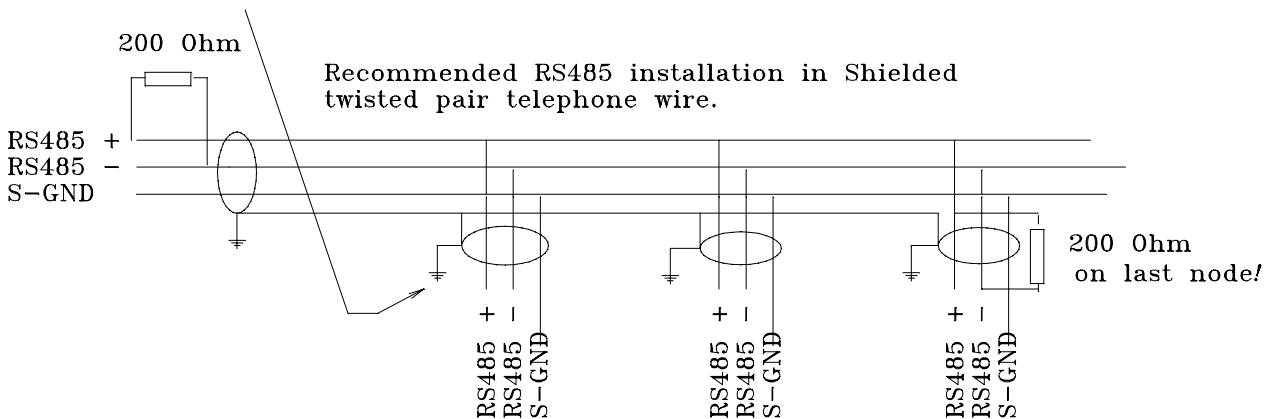 200 Ohm
Recommended RS485 installation in Shielded
twisted pair telephone wire.
RS485 +
RS485 -
S-GND
200 Ohm
on last node!
RS485 +
RS485 -
S-GND
RS485 +
RS485 -
S-GND
RS485 +
RS485 -
S-GND